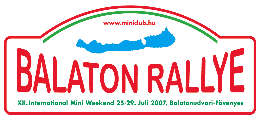 www.miniclub.hu
BALATON RALLYE
XII. International Mini Weekend 25-29. Juli 2007, Balatonudvari-Fövenyes